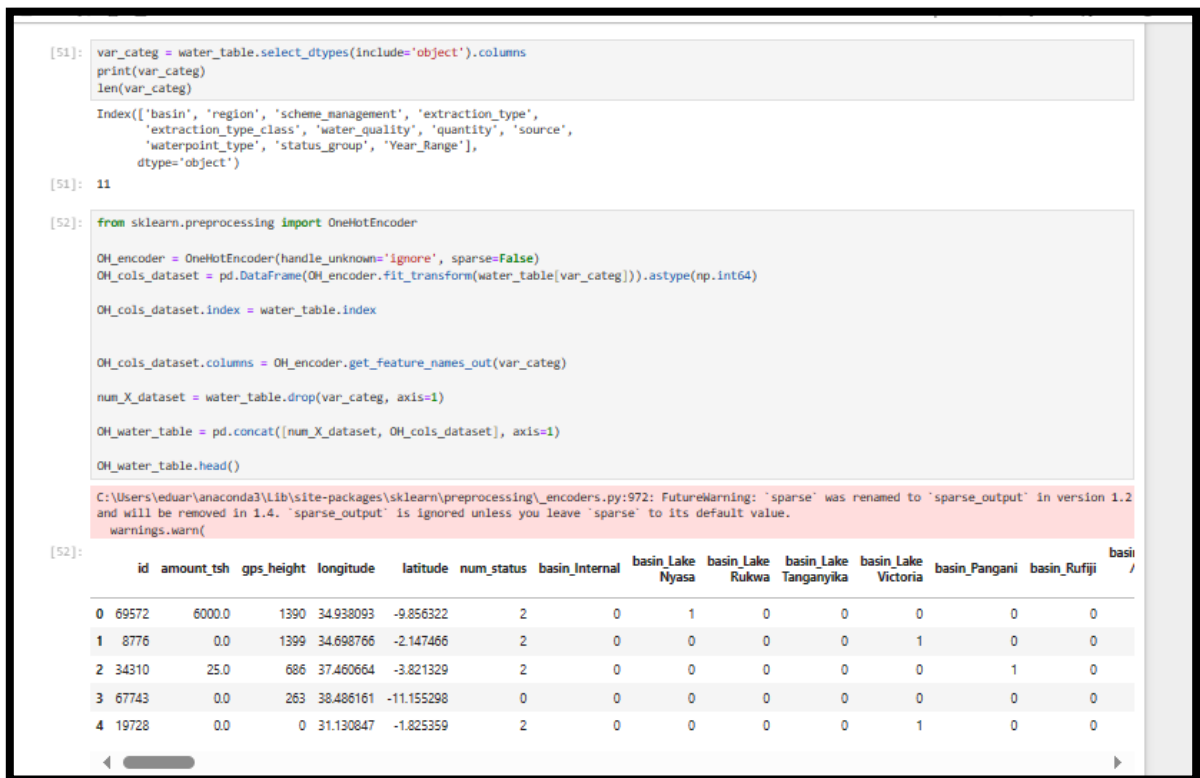 [51]: var_categ = water_table.select_dtypes(include='object').columns
print(var_categ)
len(var_categ)
Index(['basin', 'region', 'scheme_management', 'extraction_type',
'extraction_type_class', 'water_quality', 'quantity', 'source',
'waterpoint_type', 'status_group', 'Year_Range'],
dtype='object')
[51]: 11
[52]: from sklearn.preprocessing import OneHotEncoder
OH_encoder = OneHotEncoder(handle_unknown='ignore', sparse=False)
OH_cols_dataset = pd.DataFrame(OH_encoder.fit_transform(water_table[var_categ])).astype(np.int64)
OH_cols_dataset.index = water_table.index
OH_cols_dataset.columns = OH_encoder.get_feature_names_out(var_categ)
num_X_dataset = water_table.drop(var_categ, axis=1)
OH_water_table = pd.concat([num_X_dataset, OH_cols_dataset], axis=1)
OH_water_table.head()
C:\Users\eduar\anaconda3\Lib\site-packages\sklearn\preprocessing\_encoders.py:972: FutureWarning: `sparse` was renamed to `sparse_output` in version 1.2
and will be removed in 1.4. `sparse_output` is ignored unless you leave `sparse` to its default value.
warnings.warn(
[52]:
id amount_tsh gps_height longitude latitude num_status basin_Internal basin_Lake Nyasa basin_Lake Rukwa basin_Lake Tanganyika basin_Lake Victoria basin_Pangani basin_Rufiji
0 69572 6000.0 1390 34.938093 -9.856322 2 0 1 0 0 0 0 0
1 8776 0.0 1399 34.698766 -2.147466 2 0 0 0 0 1 0 0
2 34310 25.0 686 37.460664 -3.821329 2 0 0 0 0 0 1 0
3 67743 0.0 263 38.486161 -11.155298 0 0 0 0 0 0 0 0
4 19728 0.0 0 31.130847 -1.825359 2 0 0 0 0 1 0 0